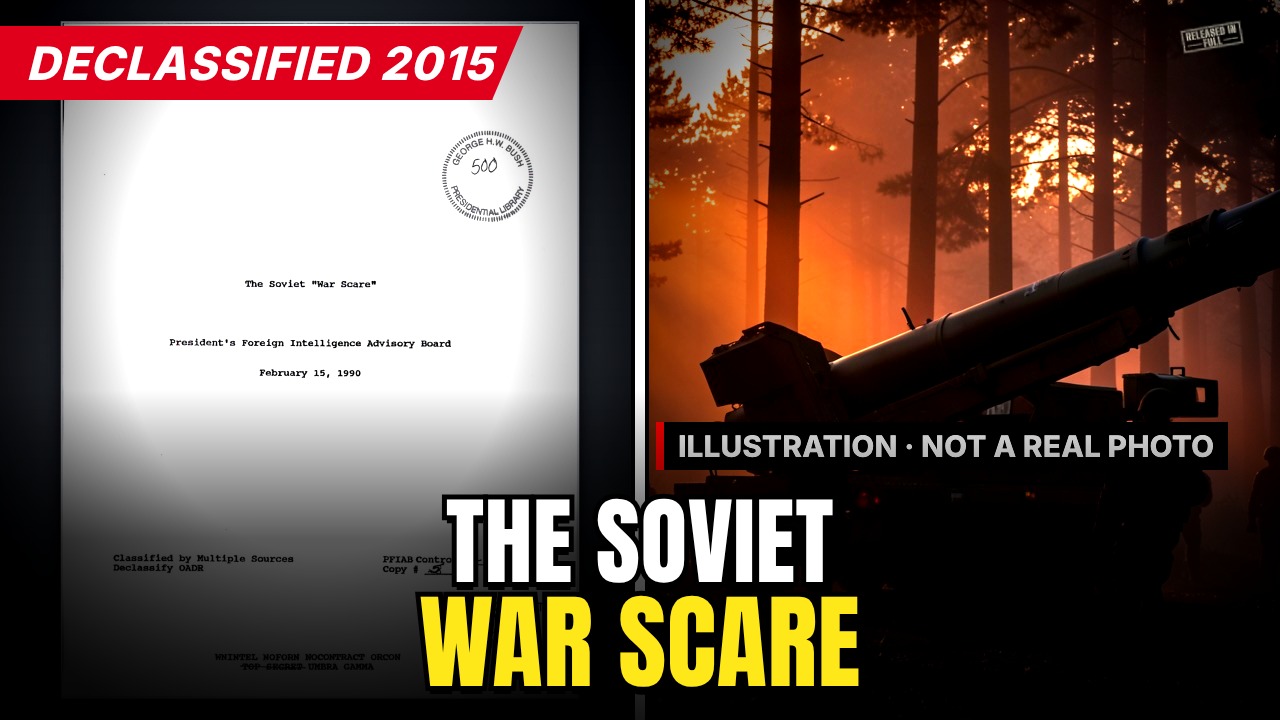 DECLASSIFIED 2015
GEORGE H.W. BUSH
500
PRESIDENTIAL LIBRARY
The Soviet "War Scare"
President's Foreign Intelligence Advisory Board
February 15, 1990
Classified by Multiple Sources
Declassify OADR
PFIAB Contro
Copy # 5
WNINTEL NOFORN NOCONTRACT ORCON
TOP SECRET UMBRA GAMMA
RELEASED IN
FULL
ILLUSTRATION · NOT A REAL PHOTO
THE SOVIET
WAR SCARE